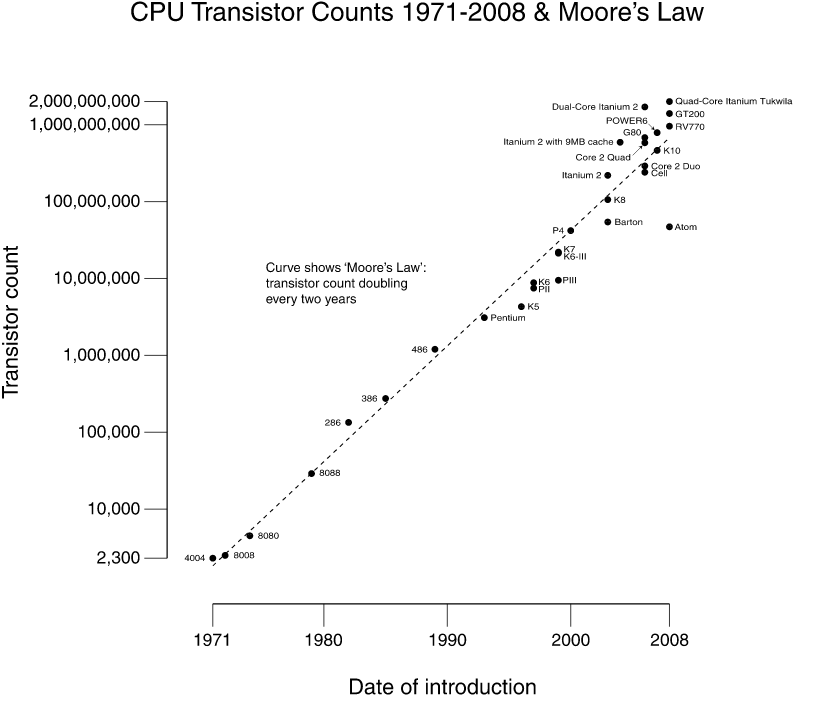 CPU Transistor Counts 1971-2008 & Moore's Law
Transistor count
2,000,000,000
1,000,000,000
100,000,000
10,000,000
1,000,000
100,000
10,000
2,300
Curve shows ‘Moore's Law’:
transistor count doubling
every two years
Quad-Core Itanium Tukwila
Dual-Core Itanium 2
GT200
POWER6
RV770
G80
Itanium 2 with 9MB cache
K10
Core 2 Quad
Core 2 Duo
Cell
Itanium 2
K8
Barton
Atom
P4
K7
K6-III
PIII
K6
PII
K5
Pentium
486
386
286
8088
8080
8008
4004
1971
1980
1990
2000
2008
Date of introduction